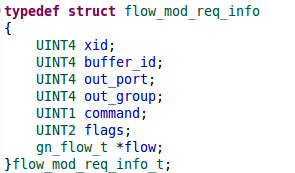 typedef struct flow_mod_req_info
{
    UINT4 xid;
    UINT4 buffer_id;
    UINT4 out_port;
    UINT4 out_group;
    UINT1 command;
    UINT2 flags;
    gn_flow_t *flow;
}flow_mod_req_info_t;